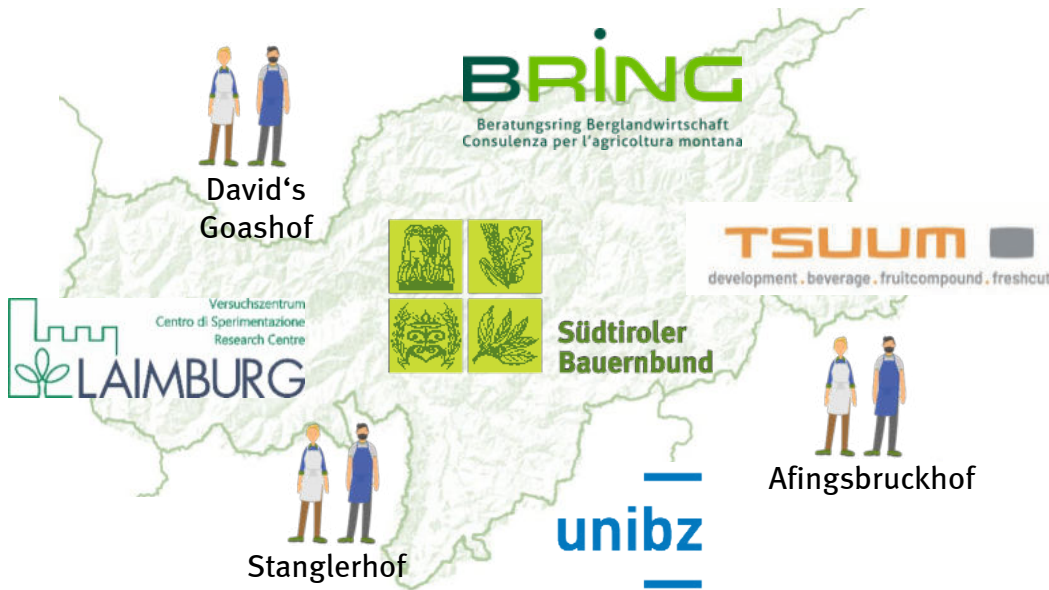 BRING
Beratungsring Berglandwirtschaft
Consulenza per l'agricoltura montana
David‘s
Goashof
TSUUM
development.beverage.fruitcompound.freshcut
Versuchszentrum
Centro di Sperimentazione
Research Centre
LAIMBURG
Südtiroler
Bauernbund
Afingsbruckhof
unibz
Stanglerhof